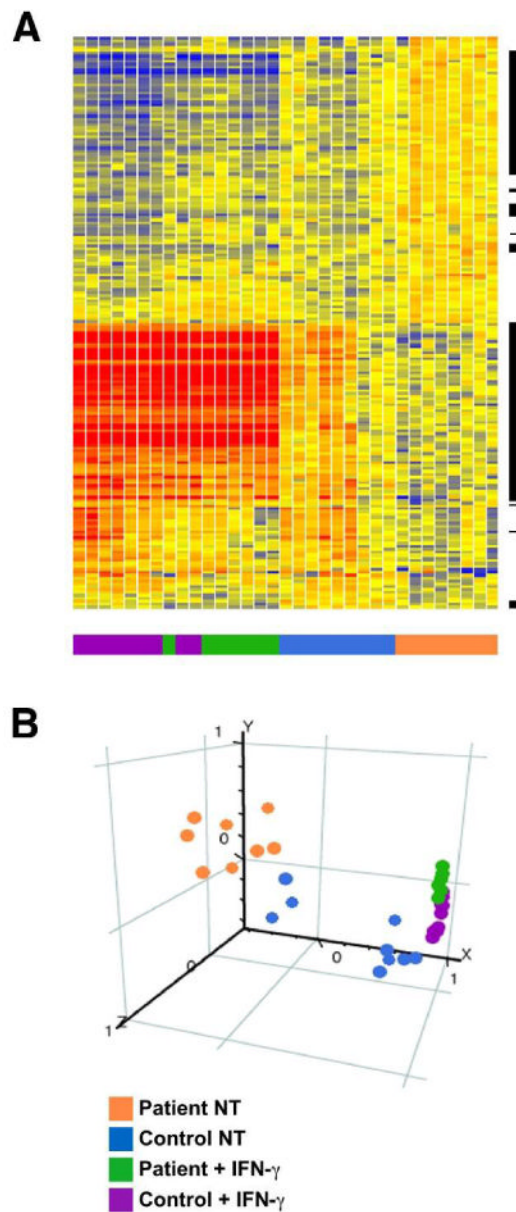 A
B
1
Y
0
0
0
X
1
1
Z
Patient NT
Control NT
Patient + IFN-γ
Control + IFN-γ